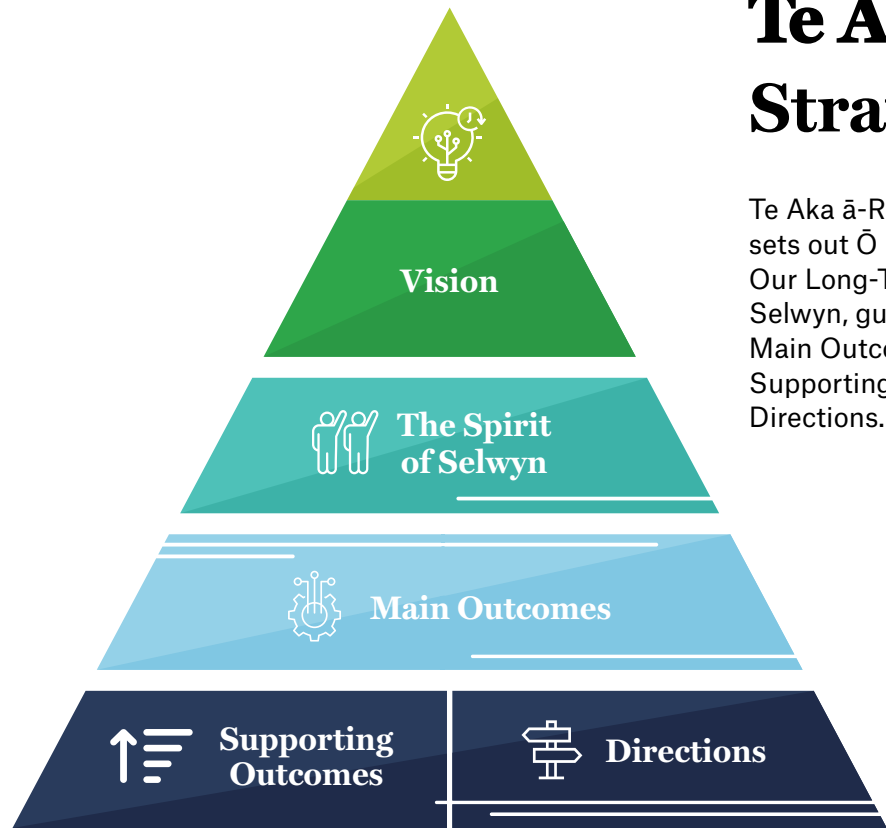 Te A
Stra
Te Aka ā-R
sets out Ō
Our Long-T
Selwyn, gu
Main Outco
Supporting
Directions.
Vision
The Spirit
of Selwyn
Main Outcomes
Supporting
Outcomes
Directions